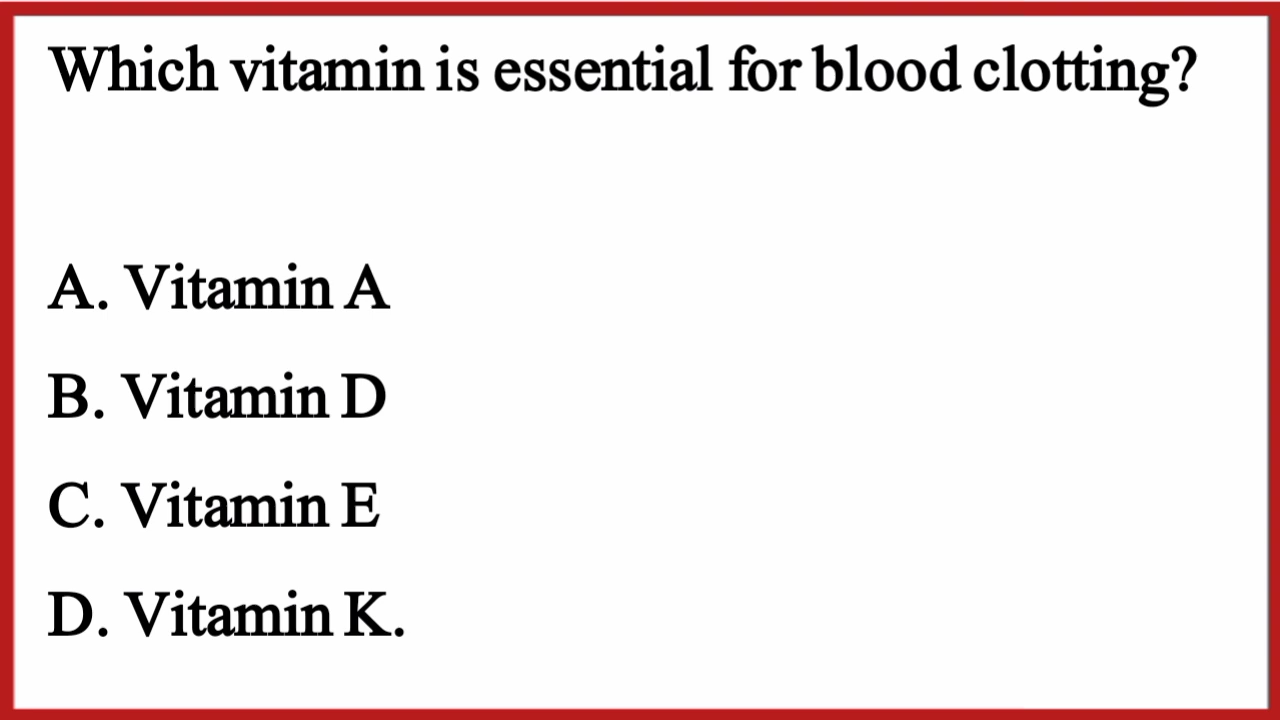 Which vitamin is essential for blood clotting?
A. Vitamin A
B. Vitamin D
C. Vitamin E
D. Vitamin K.